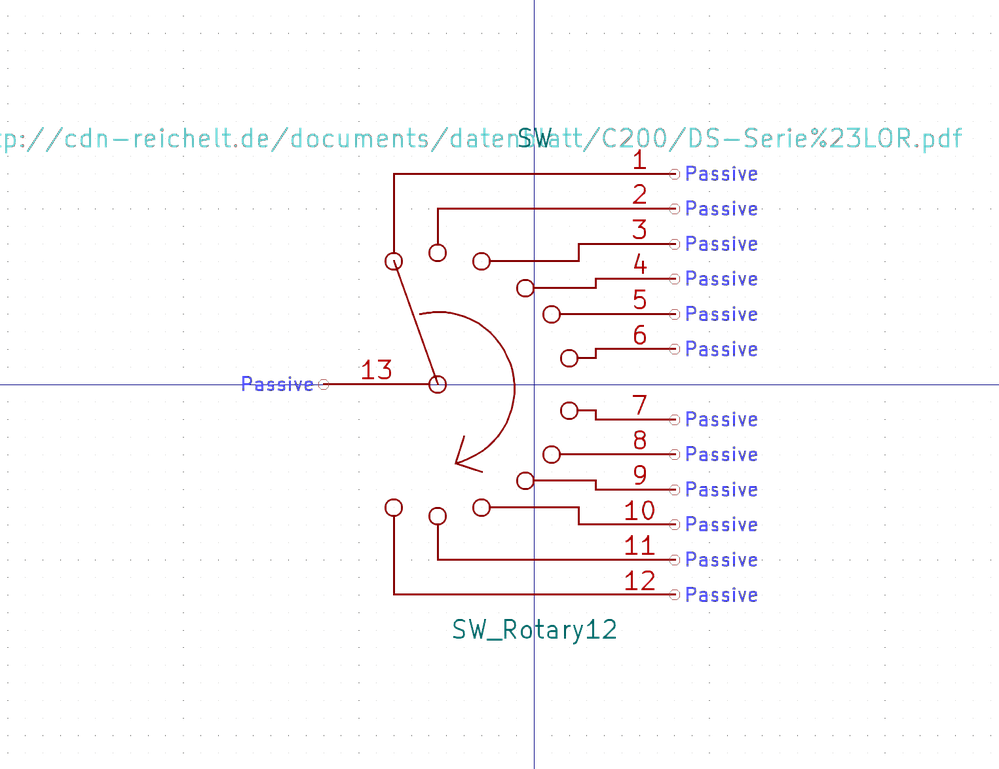 tp://cdn-reichelt.de/documents/datenblatt/C200/DS-Serie%23LOR.pdf
SW
1 Passive
2 Passive
3 Passive
4 Passive
5 Passive
6 Passive
Passive 13
7 Passive
8 Passive
9 Passive
10 Passive
11 Passive
12 Passive
SW_Rotary12